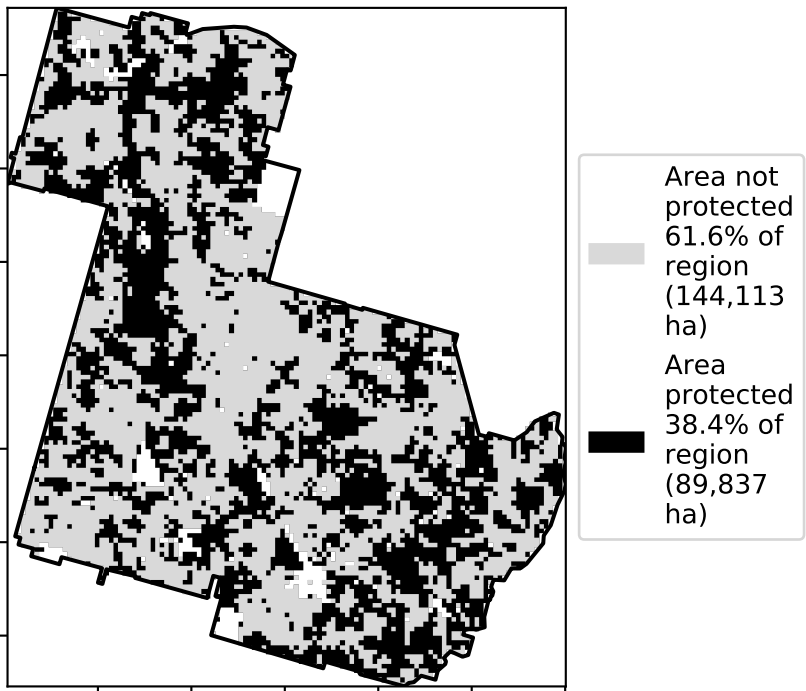 Area not
protected
61.6% of
region
(144,113
ha)
Area
protected
38.4% of
region
(89,837
ha)